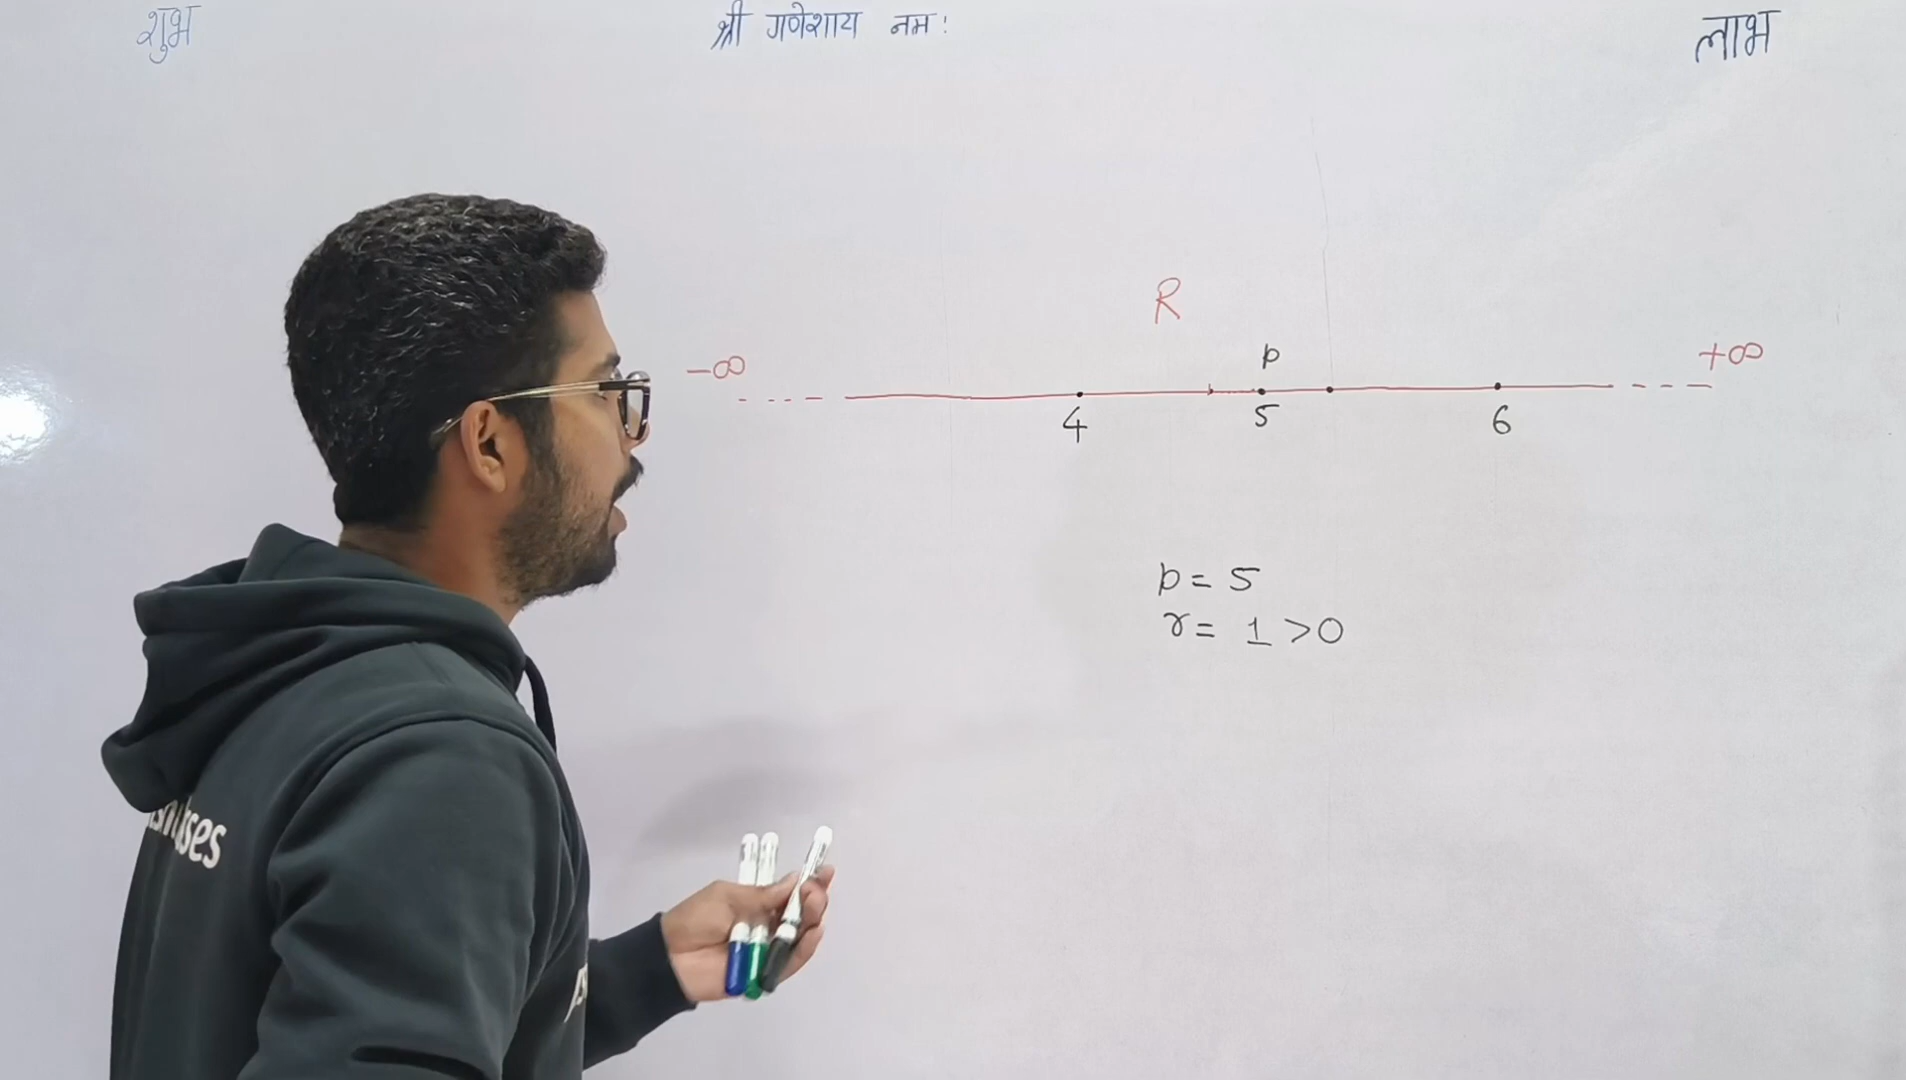 शुभ श्री गणेशाय नमः लाभ
R
-∞ p +∞
4 5 6
p = 5
r = 1 > 0